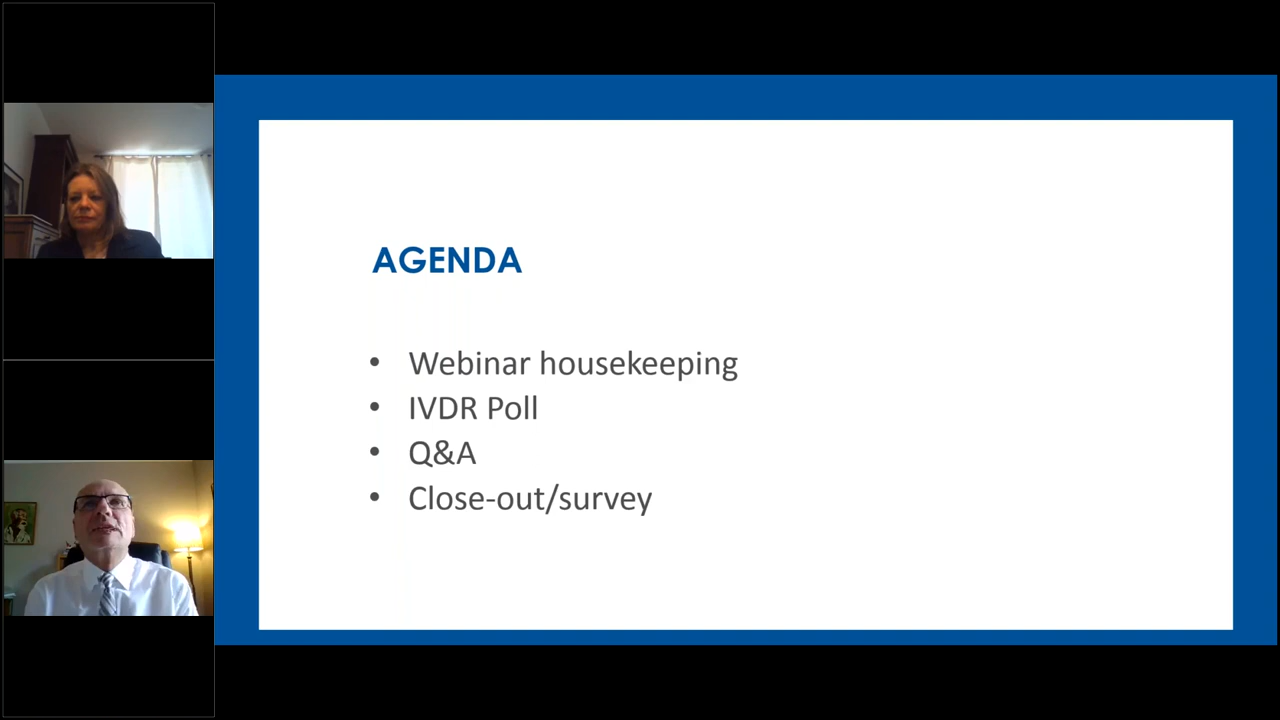 AGENDA
• Webinar housekeeping
• IVDR Poll
• Q&A
• Close-out/survey